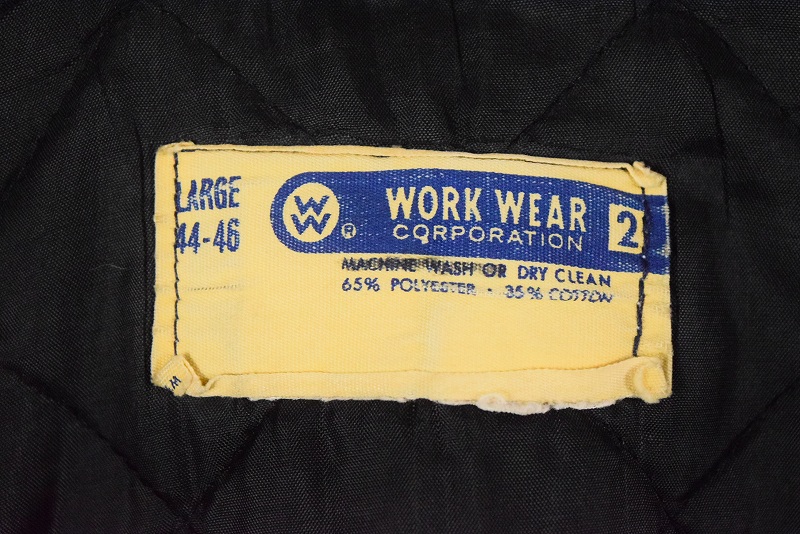 LARGE
44-46
WW
®
WORK WEAR
CORPORATION
2
MACHINE WASH OR DRY CLEAN
65% POLYESTER · 35% COTTON